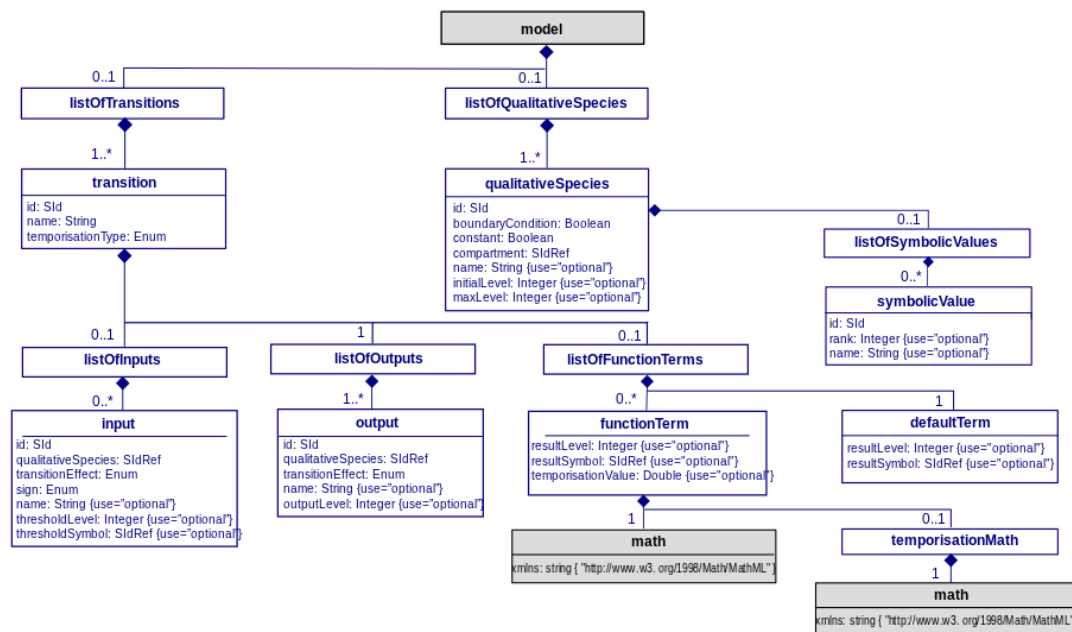 model
0..1
0..1
listOfTransitions
listOfQualitativeSpecies
1..*
1..*
transition
id: SId
name: String
temporisationType: Enum
qualitativeSpecies
id: SId
boundaryCondition: Boolean
constant: Boolean
compartment: SIdRef
name: String {use="optional"}
initialLevel: Integer {use="optional"}
maxLevel: Integer {use="optional"}
0..1
listOfSymbolicValues
0..*
symbolicValue
id: SId
rank: Integer {use="optional"}
name: String {use="optional"}
0..1
1
0..1
listOfInputs
listOfOutputs
listOfFunctionTerms
0..*
1..*
0..*
1
input
id: SId
qualitativeSpecies: SIdRef
transitionEffect: Enum
sign: Enum
name: String {use="optional"}
thresholdLevel: Integer {use="optional"}
thresholdSymbol: SIdRef {use="optional"}
output
id: SId
qualitativeSpecies: SIdRef
transitionEffect: Enum
name: String {use="optional"}
outputLevel: Integer {use="optional"}
functionTerm
resultLevel: Integer {use="optional"}
resultSymbol: SIdRef {use="optional"}
temporisationValue: Double {use="optional"}
defaultTerm
resultLevel: Integer {use="optional"}
resultSymbol: SIdRef {use="optional"}
1
0..1
math
xmlns: string { "http://www.w3. org/1998/Math/MathML" }
temporisationMath
1
math
xmlns: string { "http://www.w3. org/1998/Math/MathML"